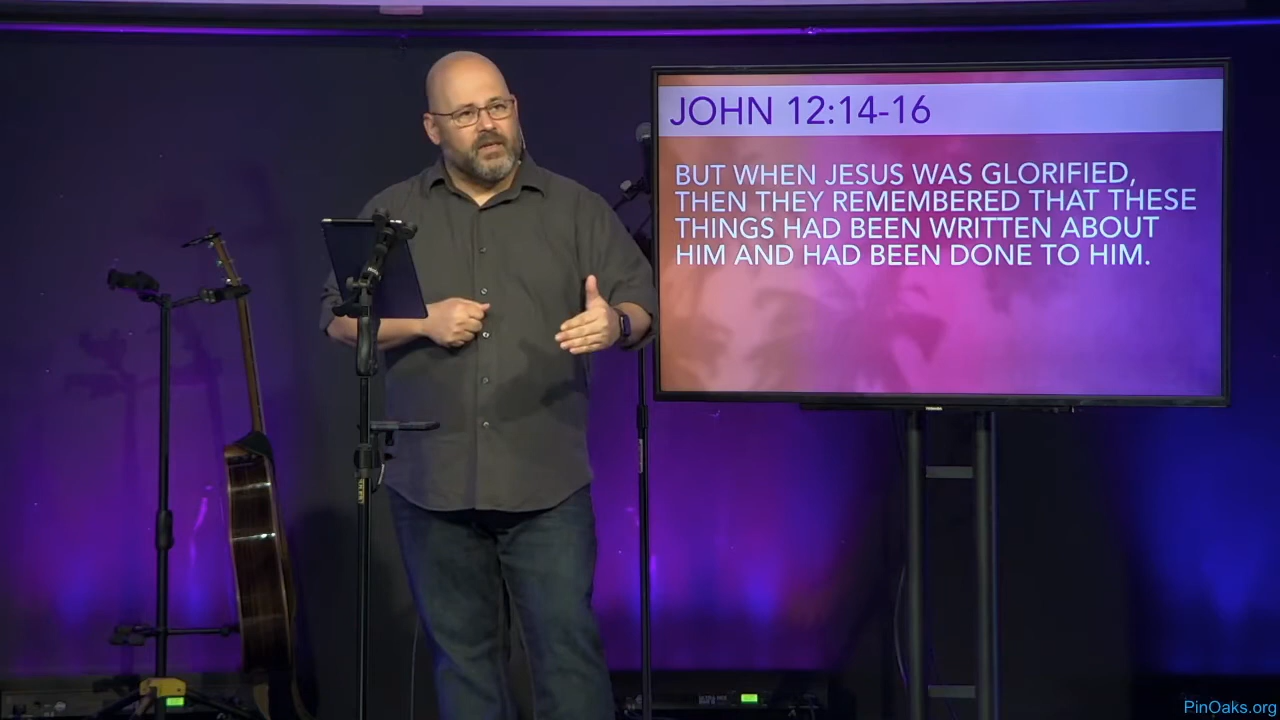 JOHN 12:14-16
BUT WHEN JESUS WAS GLORIFIED,
THEN THEY REMEMBERED THAT THESE
THINGS HAD BEEN WRITTEN ABOUT
HIM AND HAD BEEN DONE TO HIM.
TOSHIBA
PinOaks.org